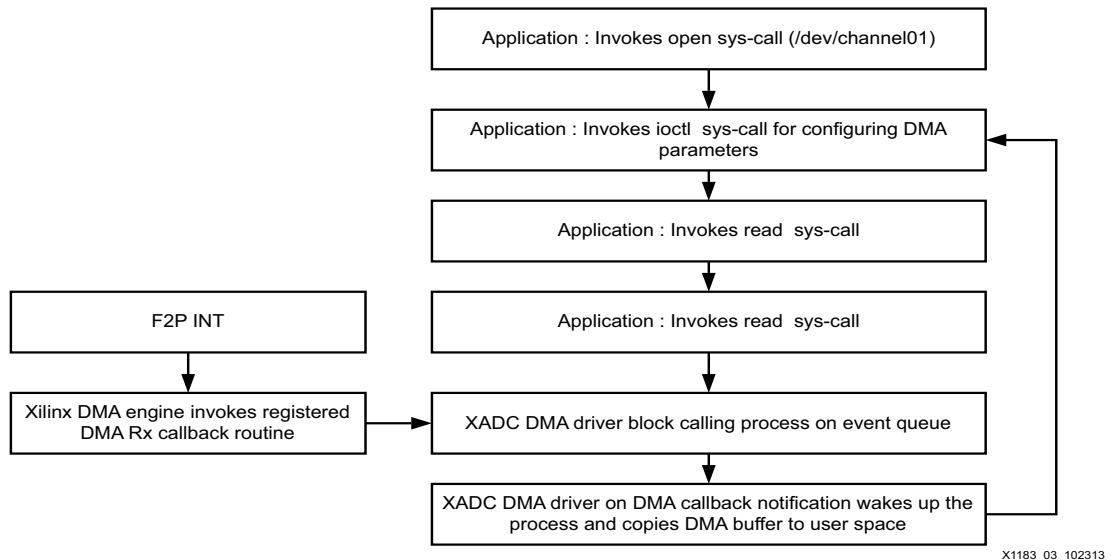 Application : Invokes open sys-call (/dev/channel01)
Application : Invokes ioctl sys-call for configuring DMA
parameters
Application : Invokes read sys-call
F2P INT
Application : Invokes read sys-call
Xilinx DMA engine invokes registered
DMA Rx callback routine
XADC DMA driver block calling process on event queue
XADC DMA driver on DMA callback notification wakes up the
process and copies DMA buffer to user space
X1183_03_102313